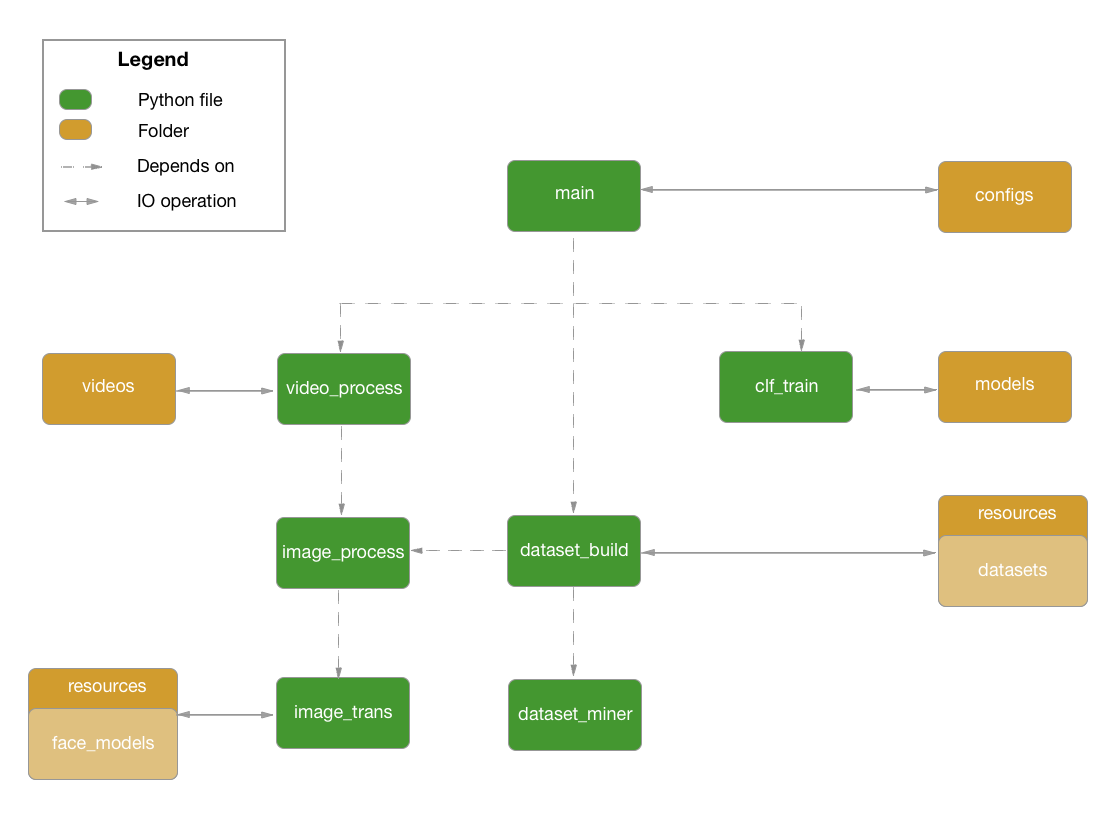 Legend
Python file
Folder
Depends on
IO operation
main
configs
videos
video_process
clf_train
models
image_process
dataset_build
resources
datasets
resources
face_models
image_trans
dataset_miner